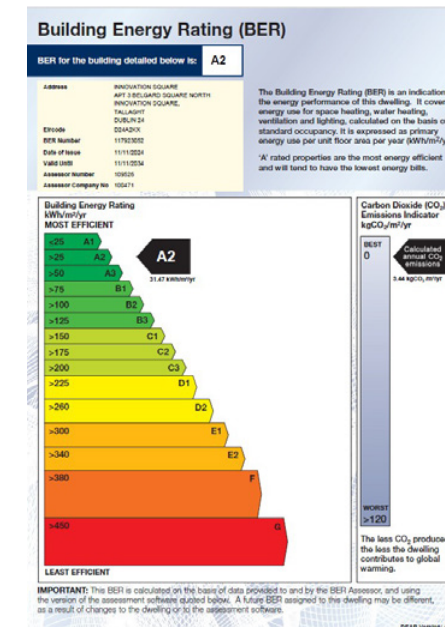 Building Energy Rating (BER)
BER for the building detailed below is: A2
Address INNOVATION SQUARE
APT 3 BELGARD SQUARE NORTH
INNOVATION SQUARE,
TALLAGHT
DUBLIN 24
Eircode
BER Number 117923052
Date of Issue 11/11/2024
Valid Until 11/11/2034
Assessor Number
Assessor Company No 100471
The Building Energy Rating (BER) is an indication
the energy performance of this dwelling. It cover
energy use for space heating, water heating,
ventilation and lighting, calculated on the basis o
standard occupancy. It is expressed as primary
energy use per unit floor area per year (kWh/m²/y
'A' rated properties are the most energy efficient
and will tend to have the lowest energy bills.
Building Energy Rating
kWh/m²/yr
MOST EFFICIENT
<25 A1
>25 A2
>50 A3
>75 B1
>100 B2
>125 B3
>150 C1
>175 C2
>200 C3
>225 D1
>260 D2
>300 E1
>340 E2
>380 F
>450 G
LEAST EFFICIENT
A2
31.47 kWh/m²/yr
Carbon Dioxide (CO₂)
Emissions Indicator
kgCO₂/m²/yr
BEST
0
Calculated
annual CO₂
emissions
5.44 kgCO₂/m²/yr
WORST
>120
The less CO₂ produced
the less the dwelling
contributes to global
warming.
IMPORTANT: This BER is calculated on the basis of data provided to and by the BER Assessor, and using
the version of the assessment software quoted below. A future BER assigned to this dwelling may be different,
as a result of changes to the dwelling or to the assessment software.